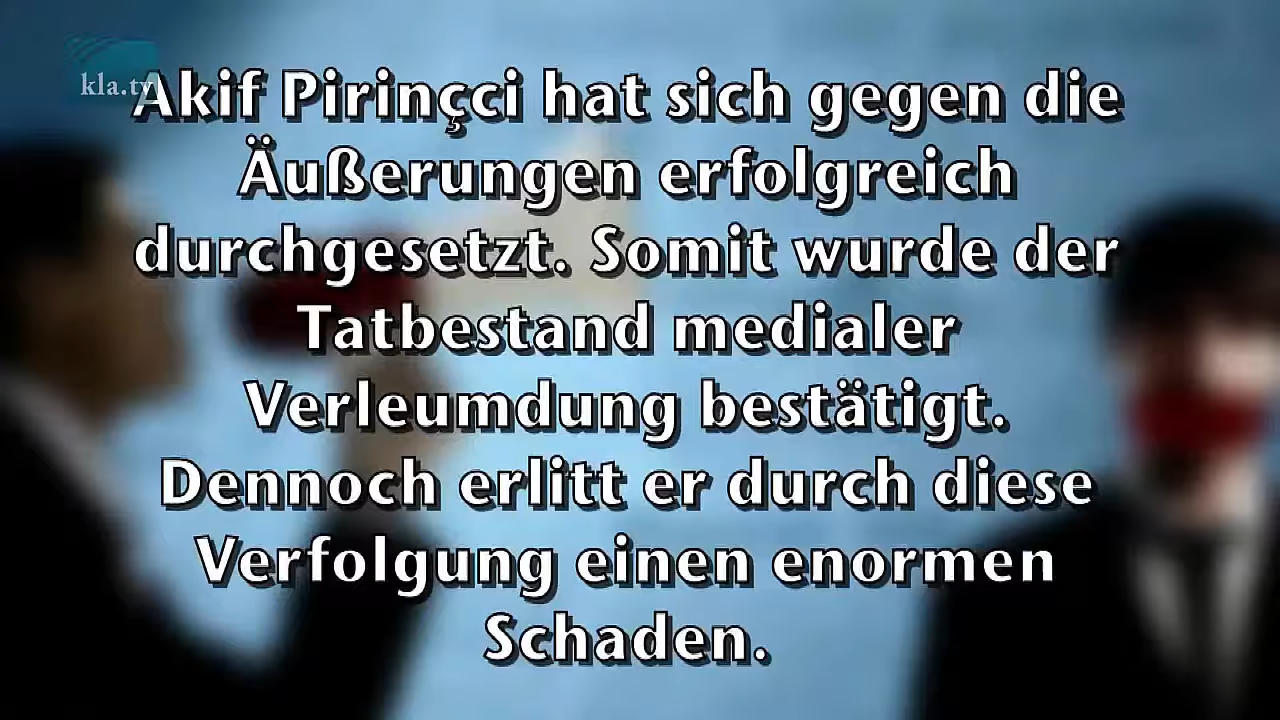 kla.tv
Akif Pirinçci hat sich gegen die
Äußerungen erfolgreich
durchgesetzt. Somit wurde der
Tatbestand medialer
Verleumdung bestätigt.
Dennoch erlitt er durch diese
Verfolgung einen enormen
Schaden.